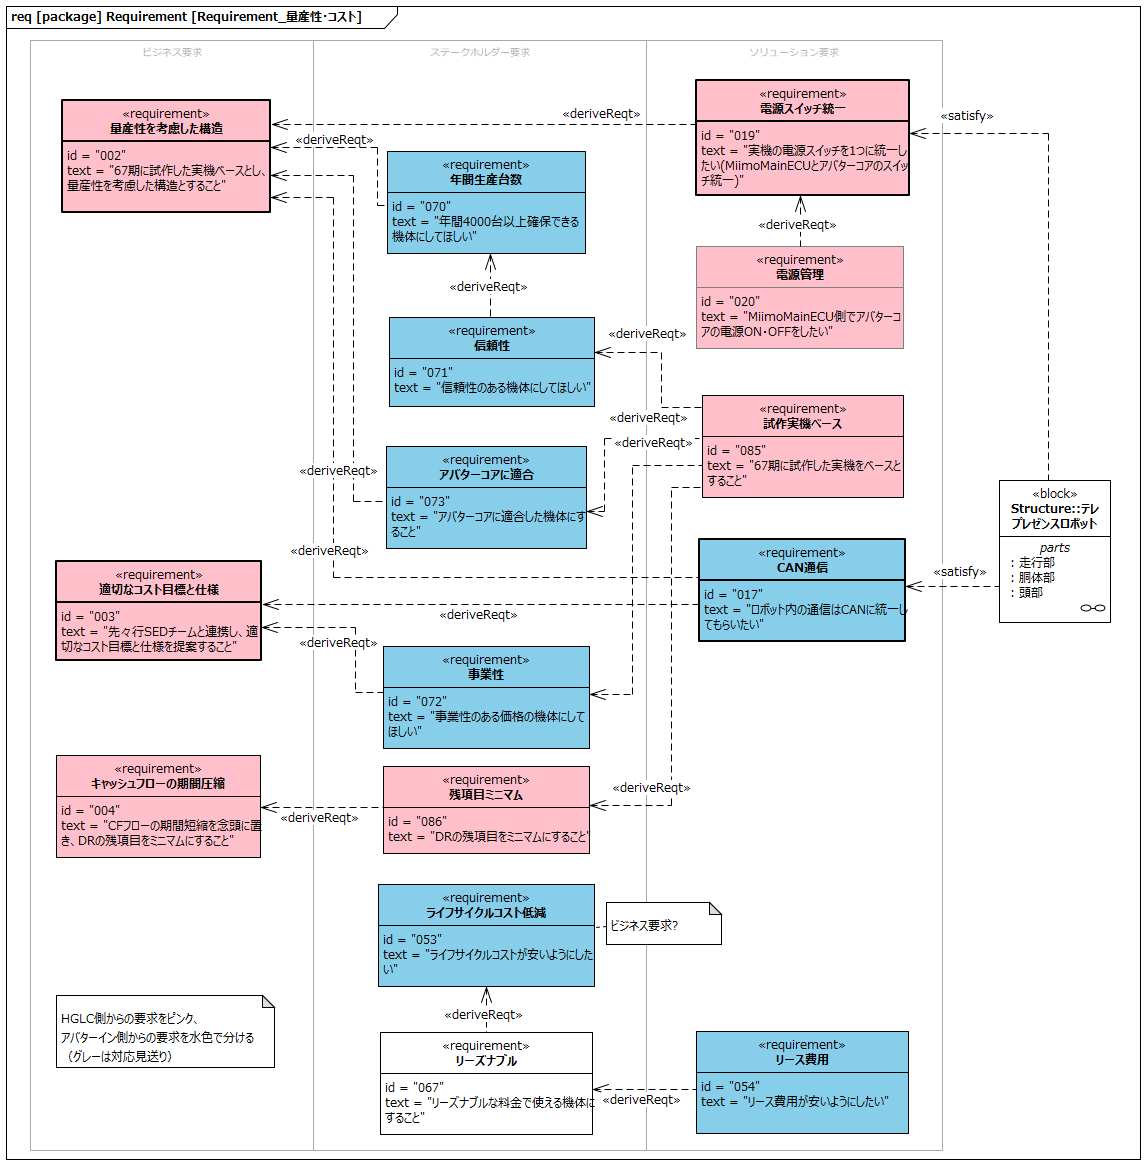 req [package] Requirement [Requirement_量産性・コスト]
ビジネス要求
ステークホルダー要求
ソリューション要求
«requirement»
量産性を考慮した構造
id = "002"
text = "67期に試作した実機ベースとし、
量産性を考慮した構造とすること"
«deriveReqt»
«deriveReqt»
«requirement»
電源スイッチ統一
id = "019"
text = "実機の電源スイッチを1つに統一し
たい(MiimoMainECUとアバターコアのスイッ
チ統一)"
«satisfy»
«requirement»
年間生産台数
id = "070"
text = "年間4000台以上確保できる
機体にしてほしい"
«deriveReqt»
«requirement»
電源管理
id = "020"
text = "MiimoMainECU側でアバターコ
アの電源ON・OFFをしたい"
«deriveReqt»
«requirement»
信頼性
id = "071"
text = "信頼性のある機体にしてほしい"
«deriveReqt»
«deriveReqt»
«deriveReqt»
«requirement»
試作実機ベース
id = "085"
text = "67期に試作した実機をベースと
すること"
«requirement»
アバターコアに適合
id = "073"
text = "アバターコアに適合した機体にす
ること"
«deriveReqt»
«deriveReqt»
«block»
Structure::テレ
プレゼンスロボット
parts
: 走行部
: 胴体部
: 頭部
«satisfy»
«requirement»
CAN通信
id = "017"
text = "ロボット内の通信はCANに統一し
てもらいたい"
«requirement»
適切なコスト目標と仕様
id = "003"
text = "先々行SEDチームと連携し、適
切なコスト目標と仕様を提案すること"
«deriveReqt»
«deriveReqt»
«requirement»
事業性
id = "072"
text = "事業性のある価格の機体にして
ほしい"
«requirement»
キャッシュフローの期間圧縮
id = "004"
text = "CFフローの期間短縮を念頭に置
き、DRの残項目をミニマムにすること"
«deriveReqt»
«requirement»
残項目ミニマム
id = "086"
text = "DRの残項目をミニマムにすること"
«deriveReqt»
«requirement»
ライフサイクルコスト低減
id = "053"
text = "ライフサイクルコストが安いようにした
い"
ビジネス要求?
«deriveReqt»
HGLC側からの要求をピンク、
アバターイン側からの要求を水色で分ける
（グレーは対応見送り）
«requirement»
リーズナブル
id = "067"
text = "リーズナブルな料金で使える機体に
すること"
«deriveReqt»
«requirement»
リース費用
id = "054"
text = "リース費用が安いようにしたい"